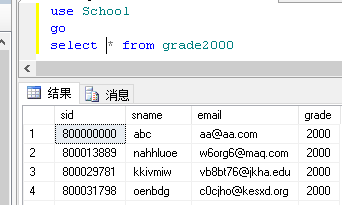 use School
go
select * from grade2000
结果 消息
sid sname email grade
1 800000000 abc aa@aa.com 2000
2 800013889 nahhluoe w6org6@maq.com 2000
3 800029781 kkivmiw vb8bt76@jkha.edu 2000
4 800031798 oenbdg c0cjho@kesxd.org 2000